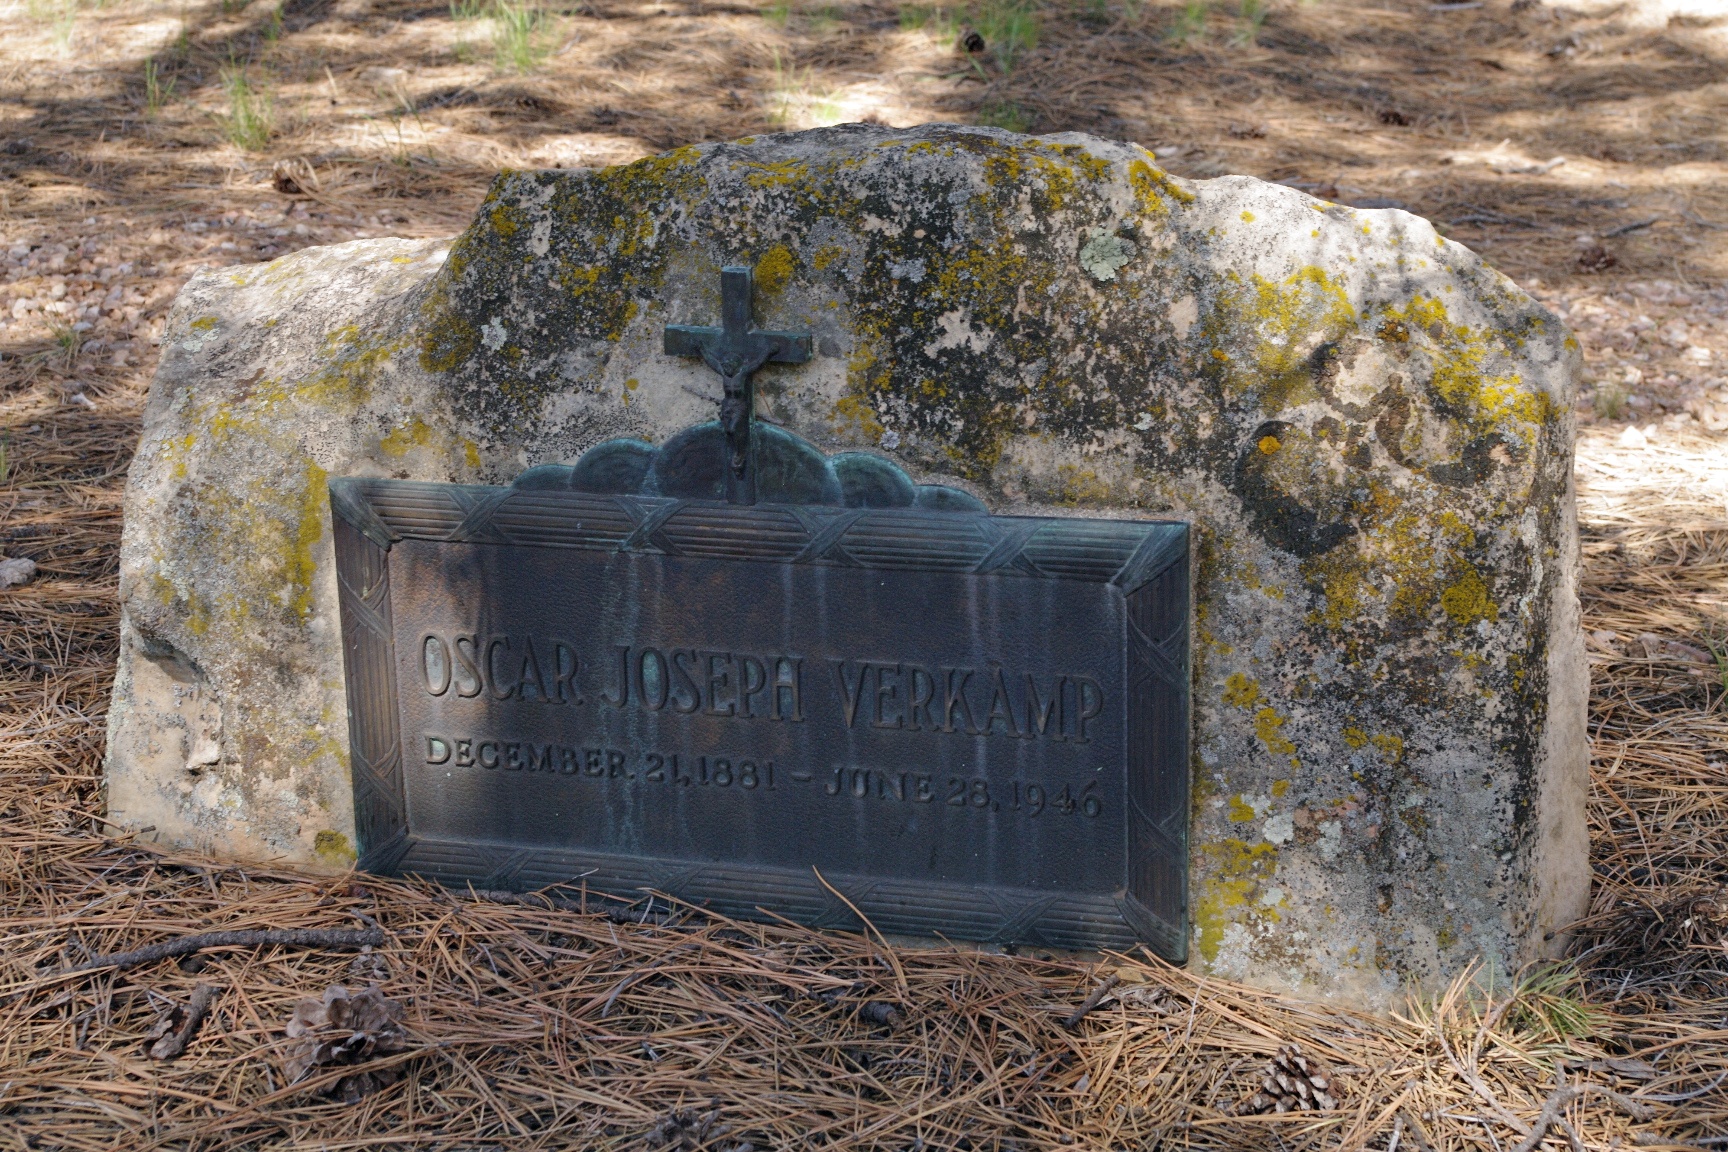 OSCAR JOSEPH VERKAMP
DECEMBER 21, 1881 - JUNE 28, 1946